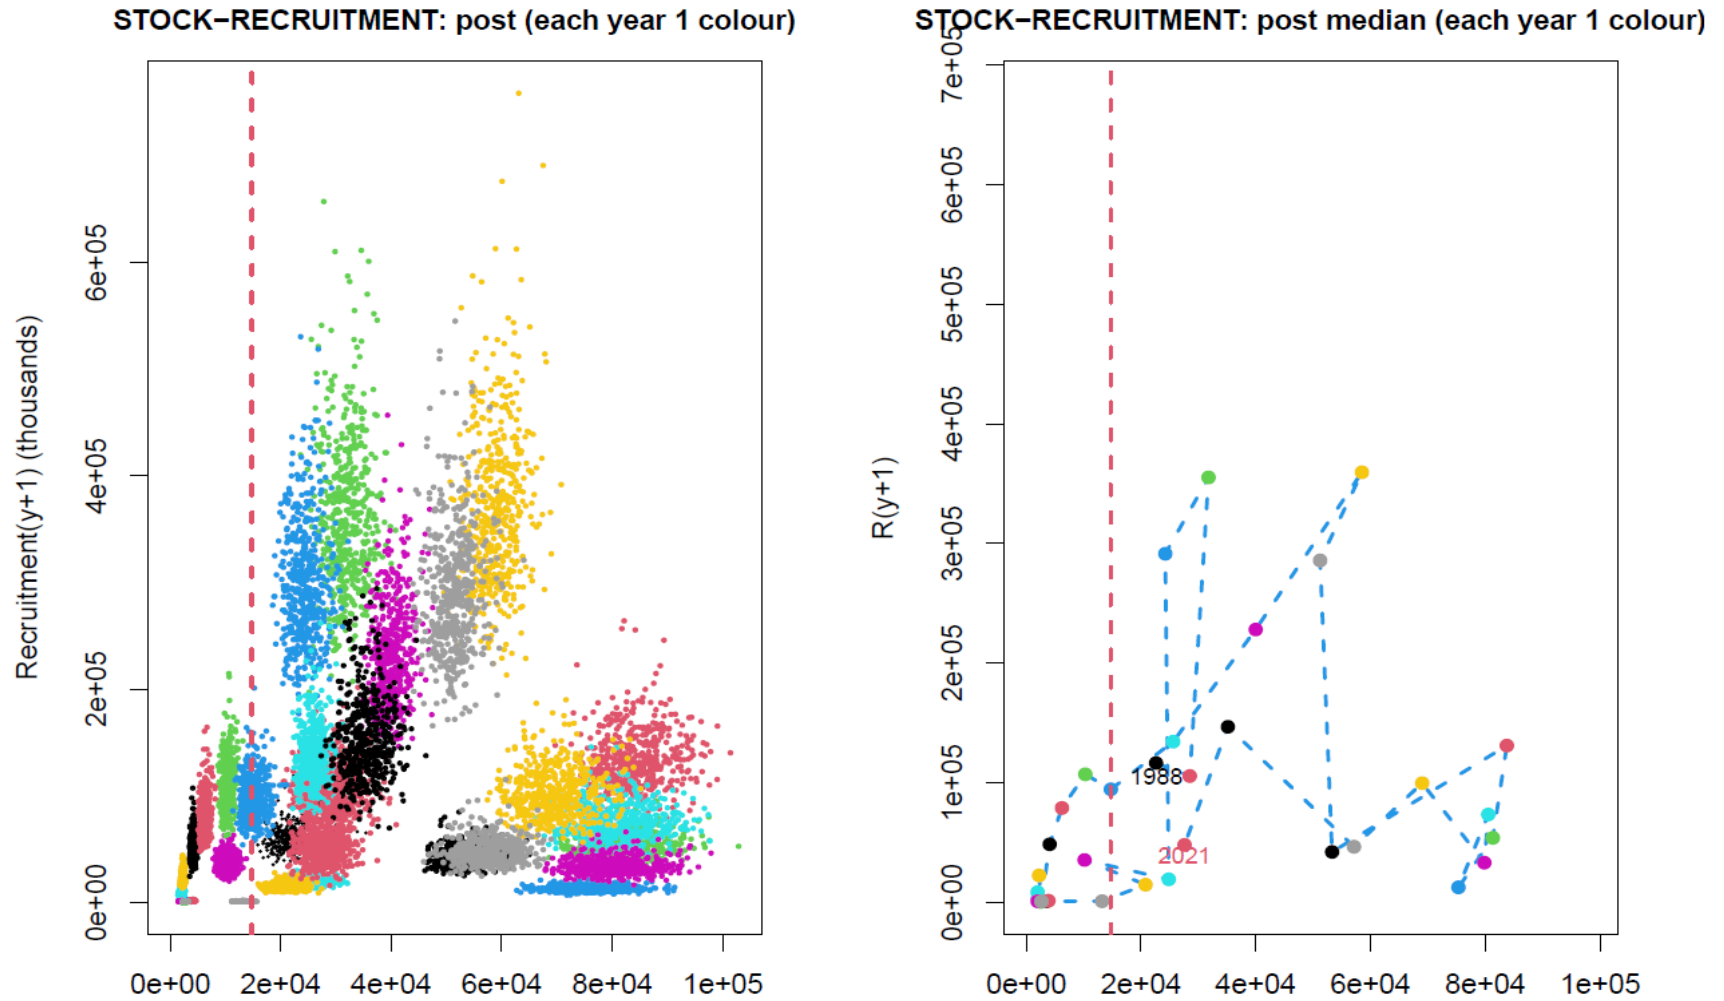 STOCK−RECRUITMENT: post (each year 1 colour)
Recruitment(y+1) (thousands)
6e+05
4e+05
2e+05
0e+00
0e+00 2e+04 4e+04 6e+04 8e+04 1e+05
STOCK−RECRUITMENT: post median (each year 1 colour)
R(y+1)
7e+05
6e+05
5e+05
4e+05
3e+05
2e+05
1e+05
0e+00
1988
2021
0e+00 2e+04 4e+04 6e+04 8e+04 1e+05